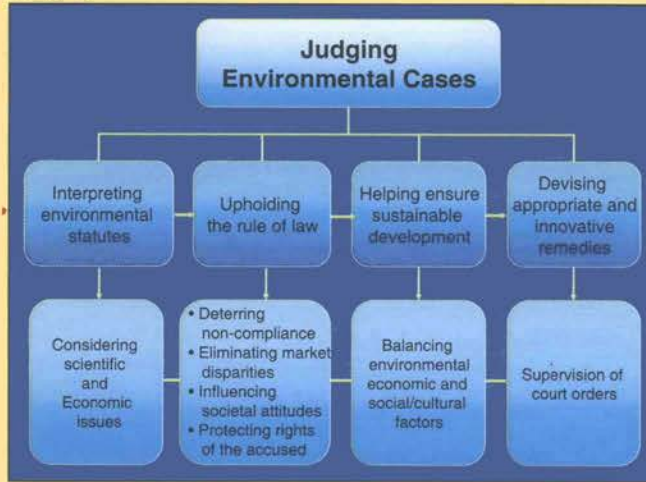 Judging
Environmental Cases
Interpreting
environmental
statutes
Upholiding
the rule of law
Helping ensure
sustainable
development
Devising
appropriate and
innovative
remedies
Considering
scientific
and
Economic
issues
• Deterring
non-compliance
• Eliminating market
disparities
• Influencing
societal attitudes
• Protecting rights
of the accused
Balancing
environmental
economic and
social/cultural
factors
Supervision of
court orders